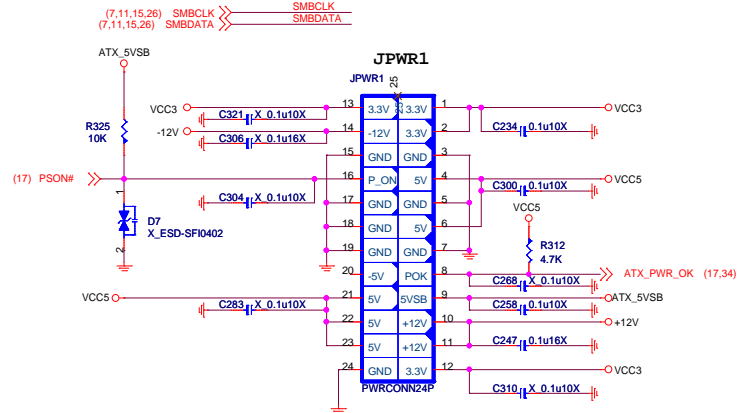 (7,11,15,26) SMBCLK SMBCLK
(7,11,15,26) SMBDATA SMBDATA
ATX_5VSB
JPWR1
JPWR1
25
25
VCC3 13 3.3V 3.3V 1 VCC3
C321 X_0.1u10X
R325
10K
-12V 14 -12V 3.3V 2 C234 0.1u10X
C306 X_0.1u16X
15 GND GND 3
(17) PSON# 16 P_ON 5V 4 VCC5
1
C304 X_0.1u10X
17 GND GND 5 C300 0.1u10X
VCC5
D7
X_ESD-SFI0402
18 GND 5V 6
2
19 GND GND 7 R312
4.7K
20 -5V POK 8 ATX_PWR_OK (17,34)
C268 X_0.1u10X
VCC5 21 5V 5VSB 9 ATX_5VSB
C283 X_0.1u10X
C258 0.1u10X
22 5V +12V 10 +12V
23 5V +12V 11 C247 0.1u16X
24 GND 3.3V 12 VCC3
PWRCONN24P
C310 X_0.1u10X